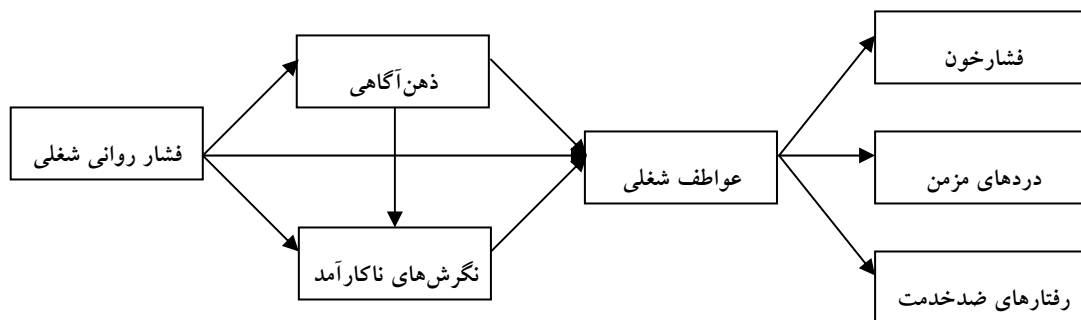 فشارخون
ذهن‌آگاهی
فشار روانی شغلی
عواطف شغلی
دردهای مزمن
نگرش‌های ناکارآمد
رفتارهای ضدخدمت